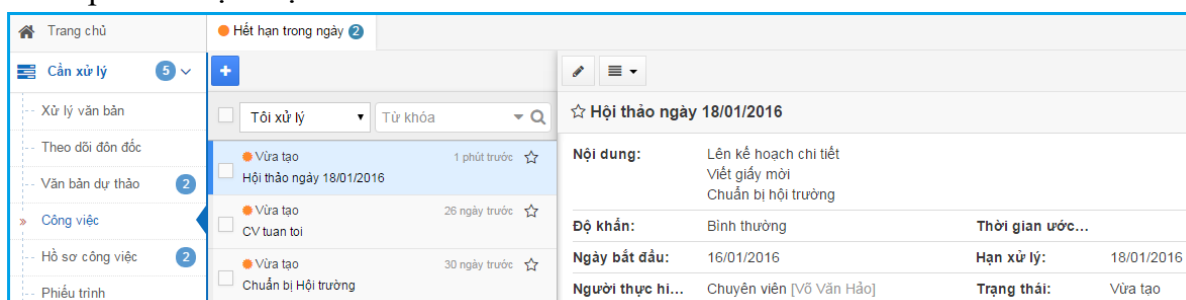 Trang chủ
Hết hạn trong ngày 2
Cần xử lý 5
Xử lý văn bản
Theo dõi đôn đốc
Văn bản dự thảo 2
Công việc
Hồ sơ công việc 2
Phiếu trình
Tôi xử lý Từ khóa
Vừa tạo 1 phút trước
Hội thảo ngày 18/01/2016
Vừa tạo 26 ngày trước
CV tuan toi
Vừa tạo 30 ngày trước
Chuẩn bị Hội trường
Hội thảo ngày 18/01/2016
Nội dung: Lên kế hoạch chi tiết
Viết giấy mời
Chuẩn bị hội trường
Độ khẩn: Bình thường Thời gian ước...
Ngày bắt đầu: 16/01/2016 Hạn xử lý: 18/01/2016
Người thực hi... Chuyên viên [Võ Văn Hảo] Trạng thái: Vừa tạo